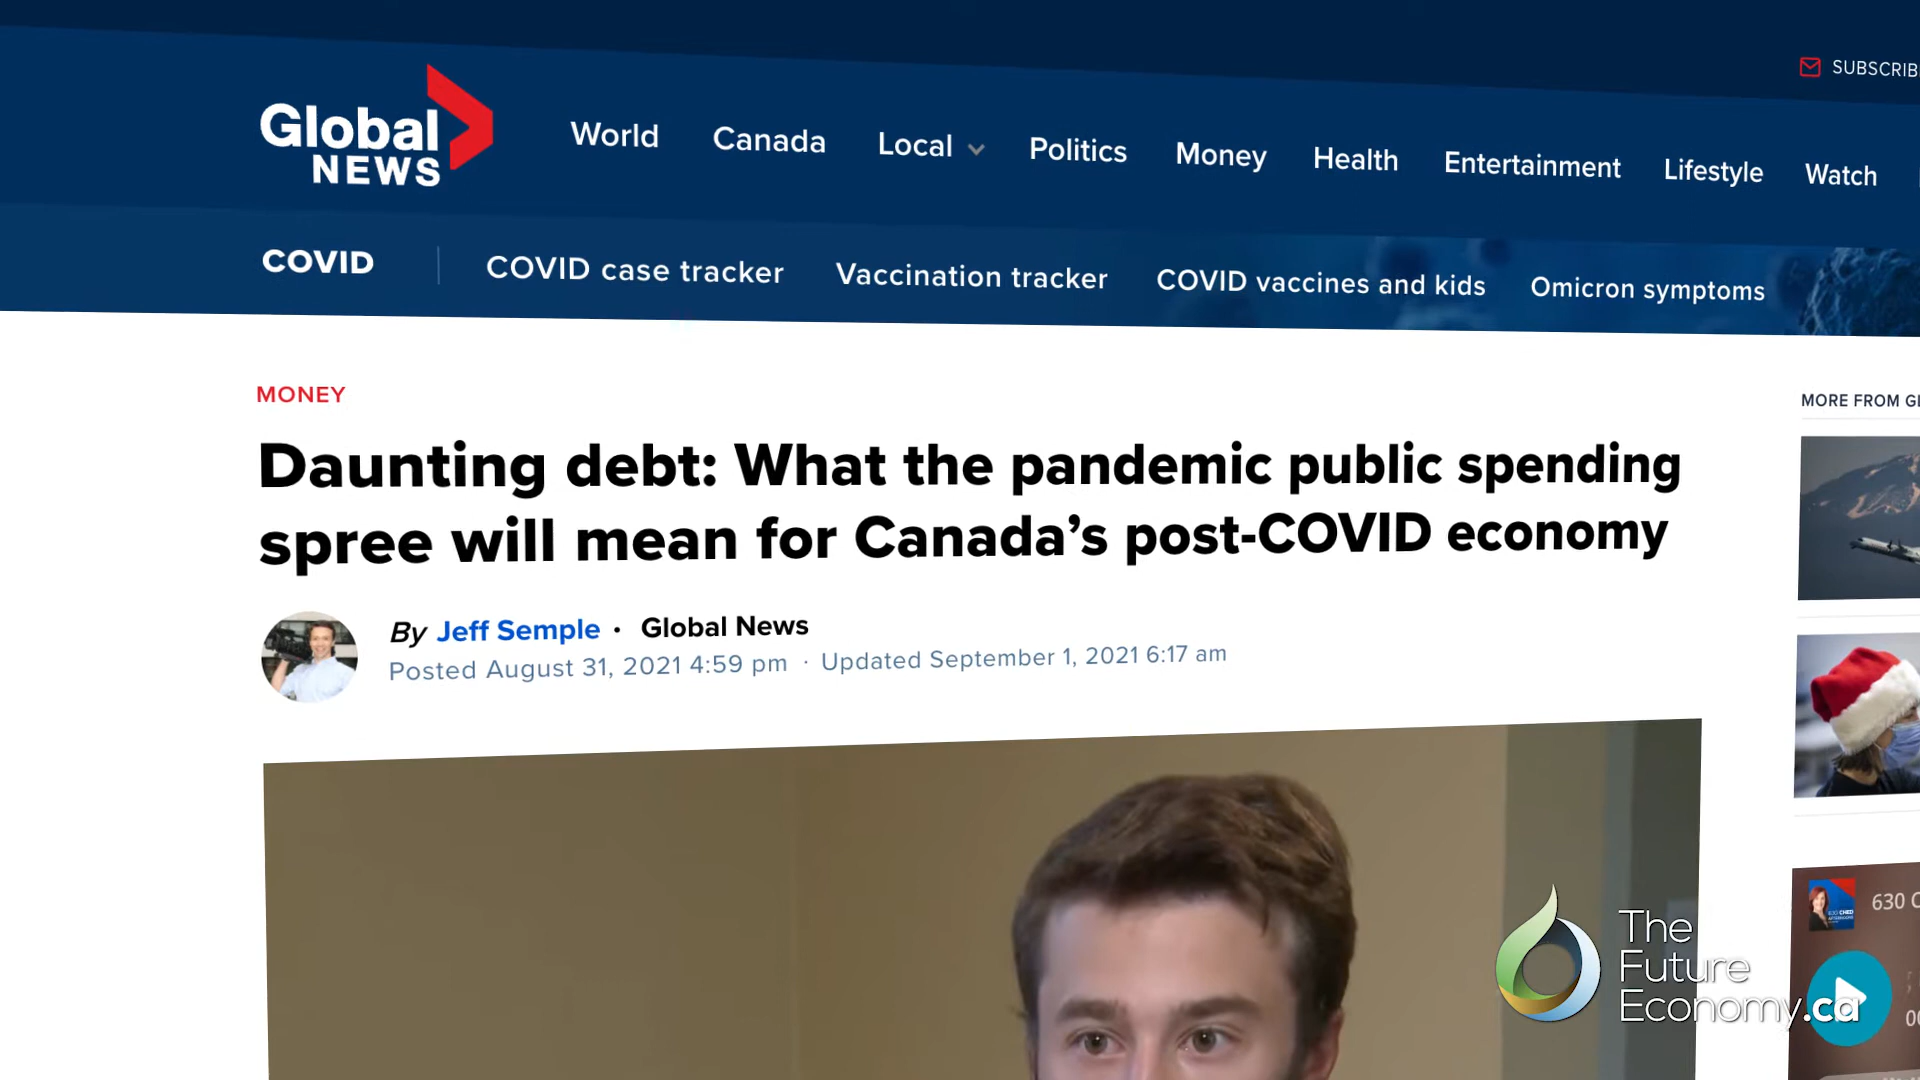 SUBSCRIB
Global
NEWS
World Canada Local Politics Money Health Entertainment Lifestyle Watch
COVID COVID case tracker Vaccination tracker COVID vaccines and kids Omicron symptoms
MONEY
MORE FROM GL
Daunting debt: What the pandemic public spending
spree will mean for Canada's post-COVID economy
By Jeff Semple · Global News
Posted August 31, 2021 4:59 pm · Updated September 1, 2021 6:17 am
630 C
The
Future
Economy.ca